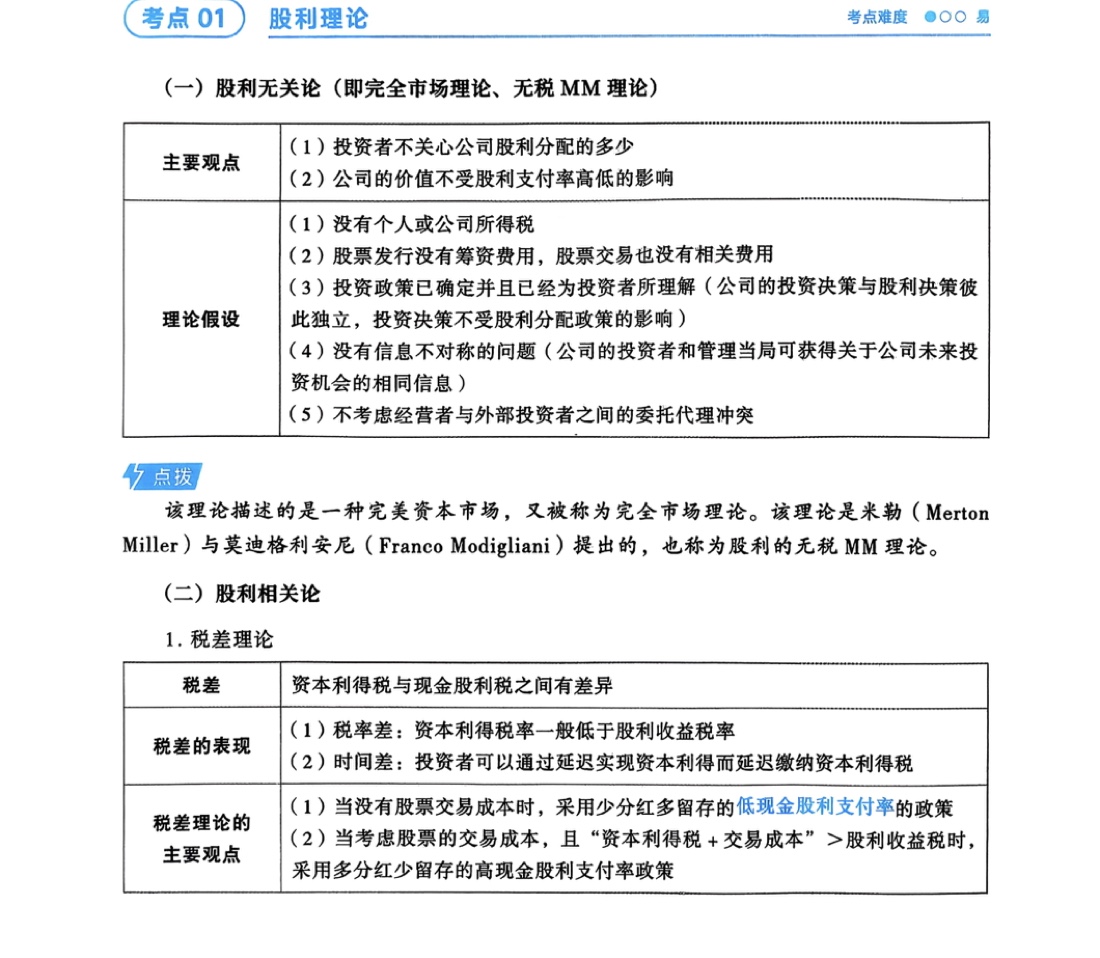 考点 01 股利理论 考点难度 易
（一）股利无关论（即完全市场理论、无税 MM 理论）
主要观点
（1）投资者不关心公司股利分配的多少
（2）公司的价值不受股利支付率高低的影响
理论假设
（1）没有个人或公司所得税
（2）股票发行没有筹资费用，股票交易也没有相关费用
（3）投资政策已确定并且已经为投资者所理解（公司的投资决策与股利决策彼
此独立，投资决策不受股利分配政策的影响）
（4）没有信息不对称的问题（公司的投资者和管理当局可获得关于公司未来投
资机会的相同信息）
（5）不考虑经营者与外部投资者之间的委托代理冲突
点拨
该理论描述的是一种完美资本市场，又被称为完全市场理论。该理论是米勒（Merton
Miller）与莫迪格利安尼（Franco Modigliani）提出的，也称为股利的无税 MM 理论。
（二）股利相关论
1. 税差理论
税差
资本利得税与现金股利税之间有差异
税差的表现
（1）税率差：资本利得税率一般低于股利收益税率
（2）时间差：投资者可以通过延迟实现资本利得而延迟缴纳资本利得税
税差理论的
主要观点
（1）当没有股票交易成本时，采用少分红多留存的低现金股利支付率的政策
（2）当考虑股票的交易成本，且“资本利得税 + 交易成本”＞股利收益税时，
采用多分红少留存的高现金股利支付率政策